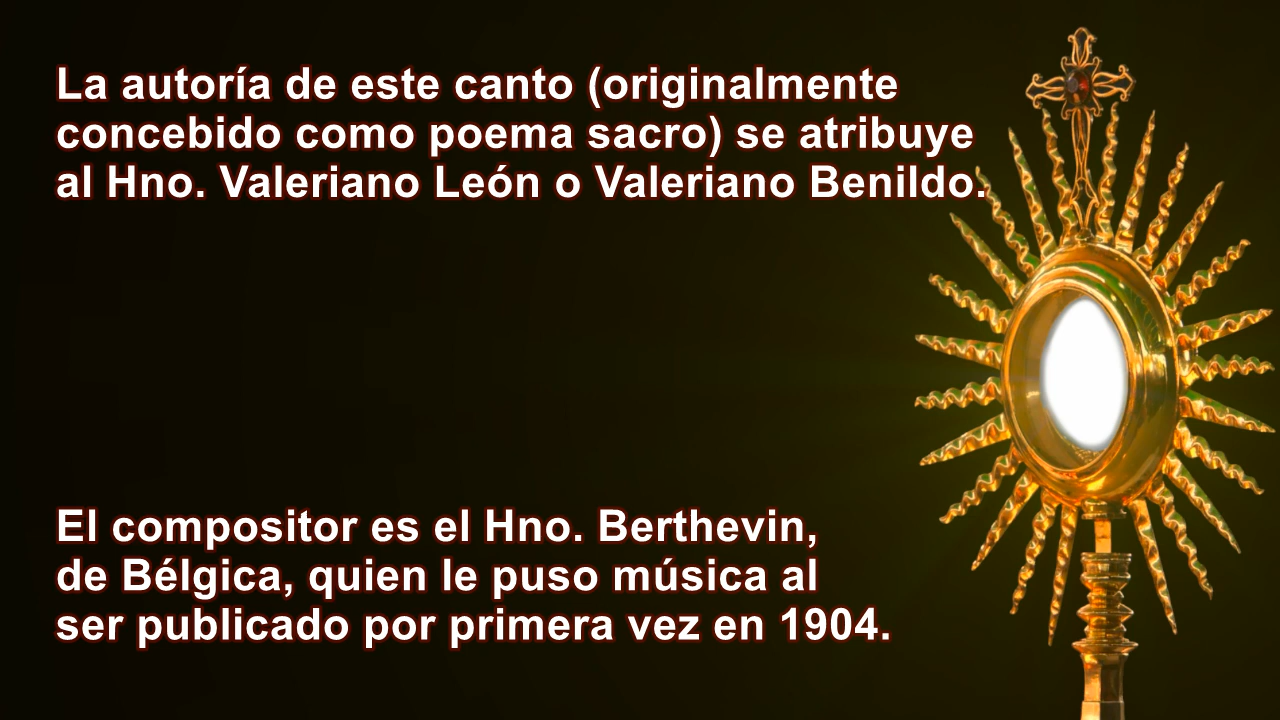 La autoría de este canto (originalmente
concebido como poema sacro) se atribuye
al Hno. Valeriano León o Valeriano Benildo.
El compositor es el Hno. Berthevin,
de Bélgica, quien le puso música al
ser publicado por primera vez en 1904.